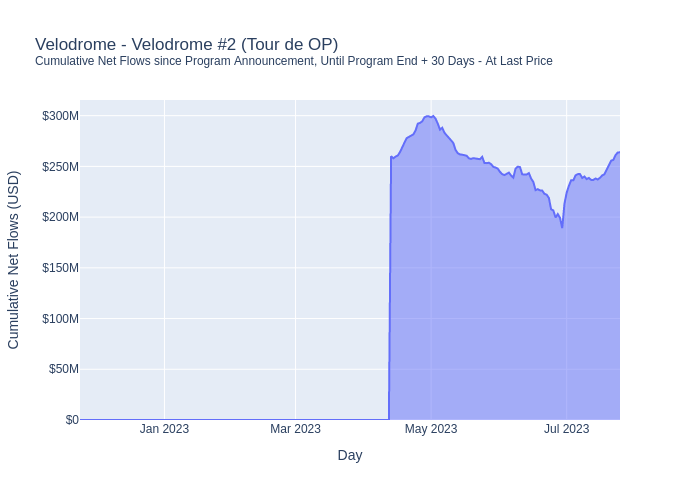 Velodrome - Velodrome #2 (Tour de OP)
Cumulative Net Flows since Program Announcement, Until Program End + 30 Days - At Last Price
$300M
$250M
$200M
$150M
$100M
$50M
$0
Cumulative Net Flows (USD)
Jan 2023
Mar 2023
May 2023
Jul 2023
Day